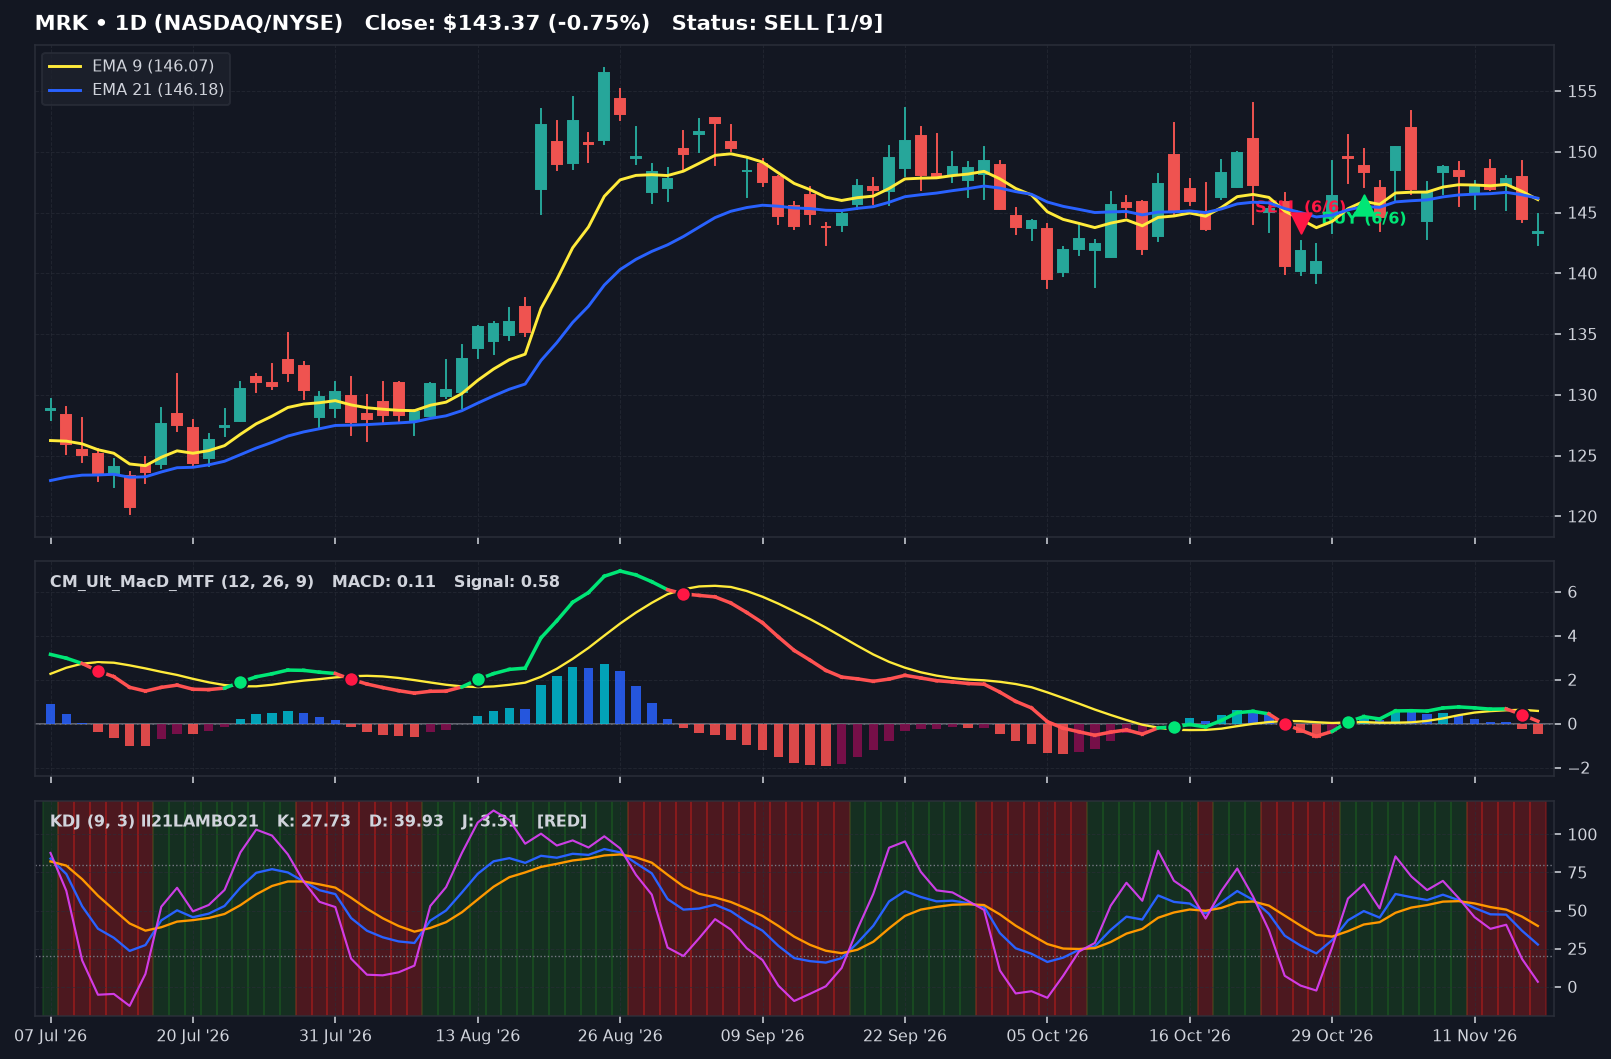 MRK • 1D (NASDAQ/NYSE)   Close: $143.37 (-0.75%)   Status: SELL [1/9]
EMA 9 (146.07)
EMA 21 (146.18)
155
150
145
140
135
130
125
120
SELL (6/6)
BUY (6/6)
CM_Ult_MacD_MTF (12, 26, 9)   MACD: 0.11   Signal: 0.58
6
4
2
0
−2
KDJ (9, 3) II21LAMBO21   K: 27.73   D: 39.93   J: 3.31   [RED]
100
75
50
25
0
07 Jul '26
20 Jul '26
31 Jul '26
13 Aug '26
26 Aug '26
09 Sep '26
22 Sep '26
05 Oct '26
16 Oct '26
29 Oct '26
11 Nov '26